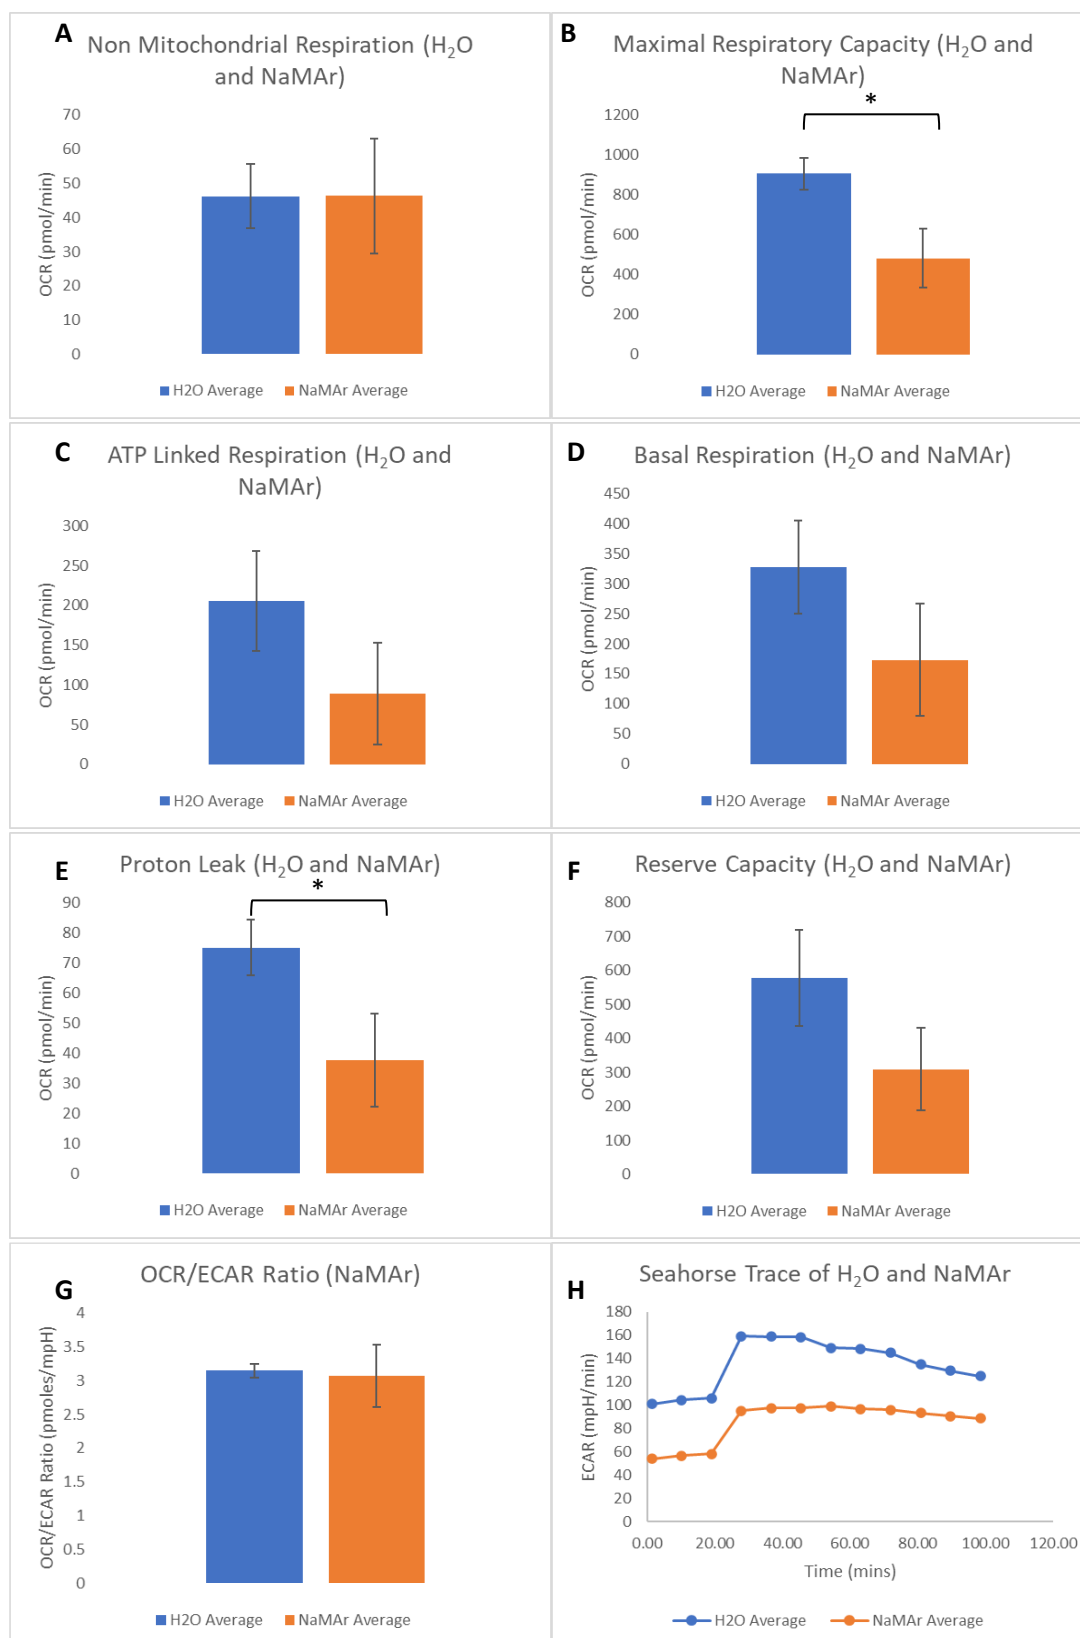 A
Non Mitochondrial Respiration (H₂O
and NaMAr)
70
60
50
40
30
20
10
0
OCR (pmol/min)
H2O Average NaMAr Average
B
Maximal Respiratory Capacity (H₂O and
NaMAr)
*
1200
1000
800
600
400
200
0
OCR (pmol/min)
H2O Average NaMAr Average
C
ATP Linked Respiration (H₂O and
NaMAr)
300
250
200
150
100
50
0
OCR (pmol/min)
H2O Average NaMAr Average
D
Basal Respiration (H₂O and NaMAr)
450
400
350
300
250
200
150
100
50
0
OCR (pmol/min)
H2O Average NaMAr Average
E
Proton Leak (H₂O and NaMAr)
*
90
80
70
60
50
40
30
20
10
0
OCR (pmol/min)
H2O Average NaMAr Average
F
Reserve Capacity (H₂O and NaMAr)
800
700
600
500
400
300
200
100
0
OCR (pmol/min)
H2O Average NaMAr Average
G
OCR/ECAR Ratio (NaMAr)
4
3.5
3
2.5
2
1.5
1
0.5
0
OCR/ECAR Ratio (pmoles/mpH)
H2O Average NaMAr Average
H
Seahorse Trace of H₂O and NaMAr
180
160
140
120
100
80
60
40
20
0
ECAR (mpH/min)
0.00 20.00 40.00 60.00 80.00 100.00 120.00
Time (mins)
H2O Average NaMAr Average